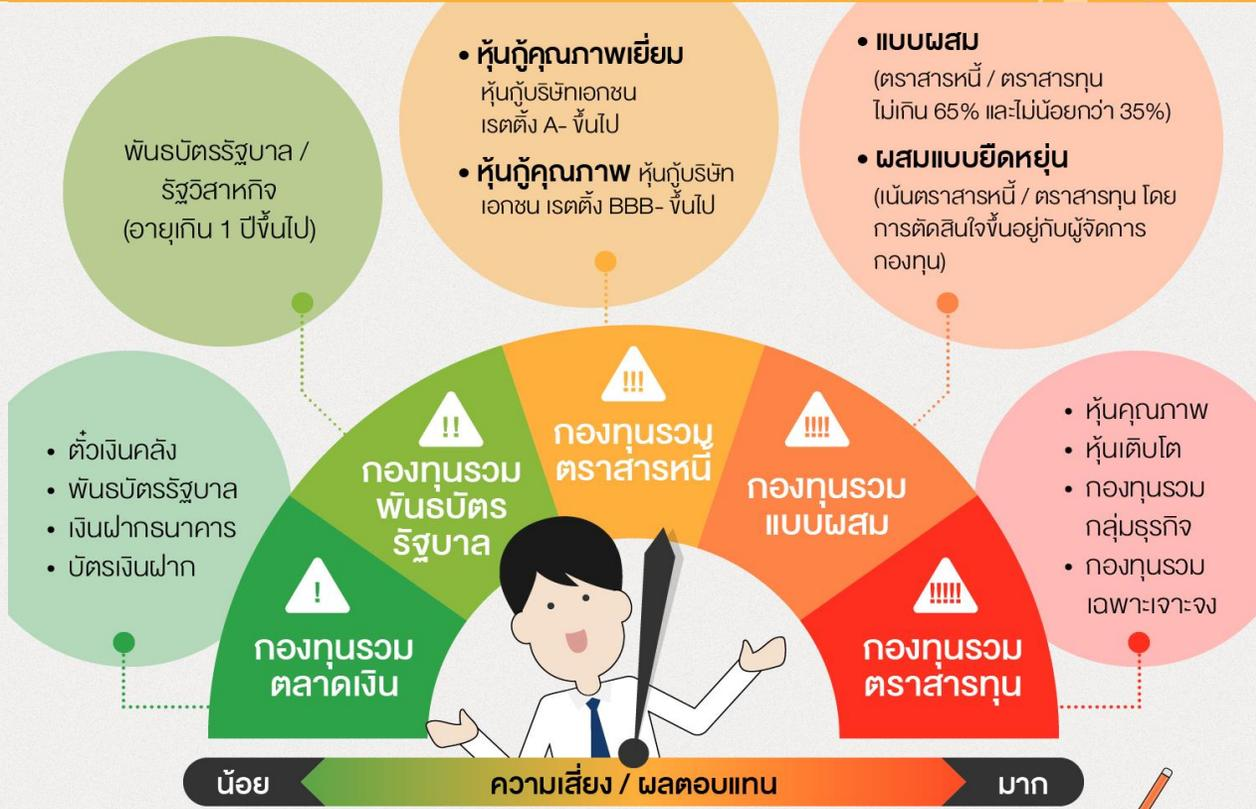 พันธบัตรรัฐบาล /
รัฐวิสาหกิจ
(อายุเกิน 1 ปีขึ้นไป)
• หุ้นกู้คุณภาพเยี่ยม
หุ้นกู้บริษัทเอกชน
เรตติ้ง A- ขึ้นไป
• หุ้นกู้คุณภาพ หุ้นกู้บริษัท
เอกชน เรตติ้ง BBB- ขึ้นไป
• แบบผสม
(ตราสารหนี้ / ตราสารทุน
ไม่เกิน 65% และไม่น้อยกว่า 35%)
• ผสมแบบยืดหยุ่น
(เน้นตราสารหนี้ / ตราสารทุน โดย
การตัดสินใจขึ้นอยู่กับผู้จัดการ
กองทุน)
• ตั๋วเงินคลัง
• พันธบัตรรัฐบาล
• เงินฝากธนาคาร
• บัตรเงินฝาก
• หุ้นคุณภาพ
• หุ้นเติบโต
• กองทุนรวม
กลุ่มธุรกิจ
• กองทุนรวม
เฉพาะเจาะจง
!
กองทุนรวม
ตลาดเงิน
!!
กองทุนรวม
พันธบัตร
รัฐบาล
!!!
กองทุนรวม
ตราสารหนี้
!!!!
กองทุนรวม
แบบผสม
!!!!!
กองทุนรวม
ตราสารทุน
น้อย
ความเสี่ยง / ผลตอบแทน
มาก